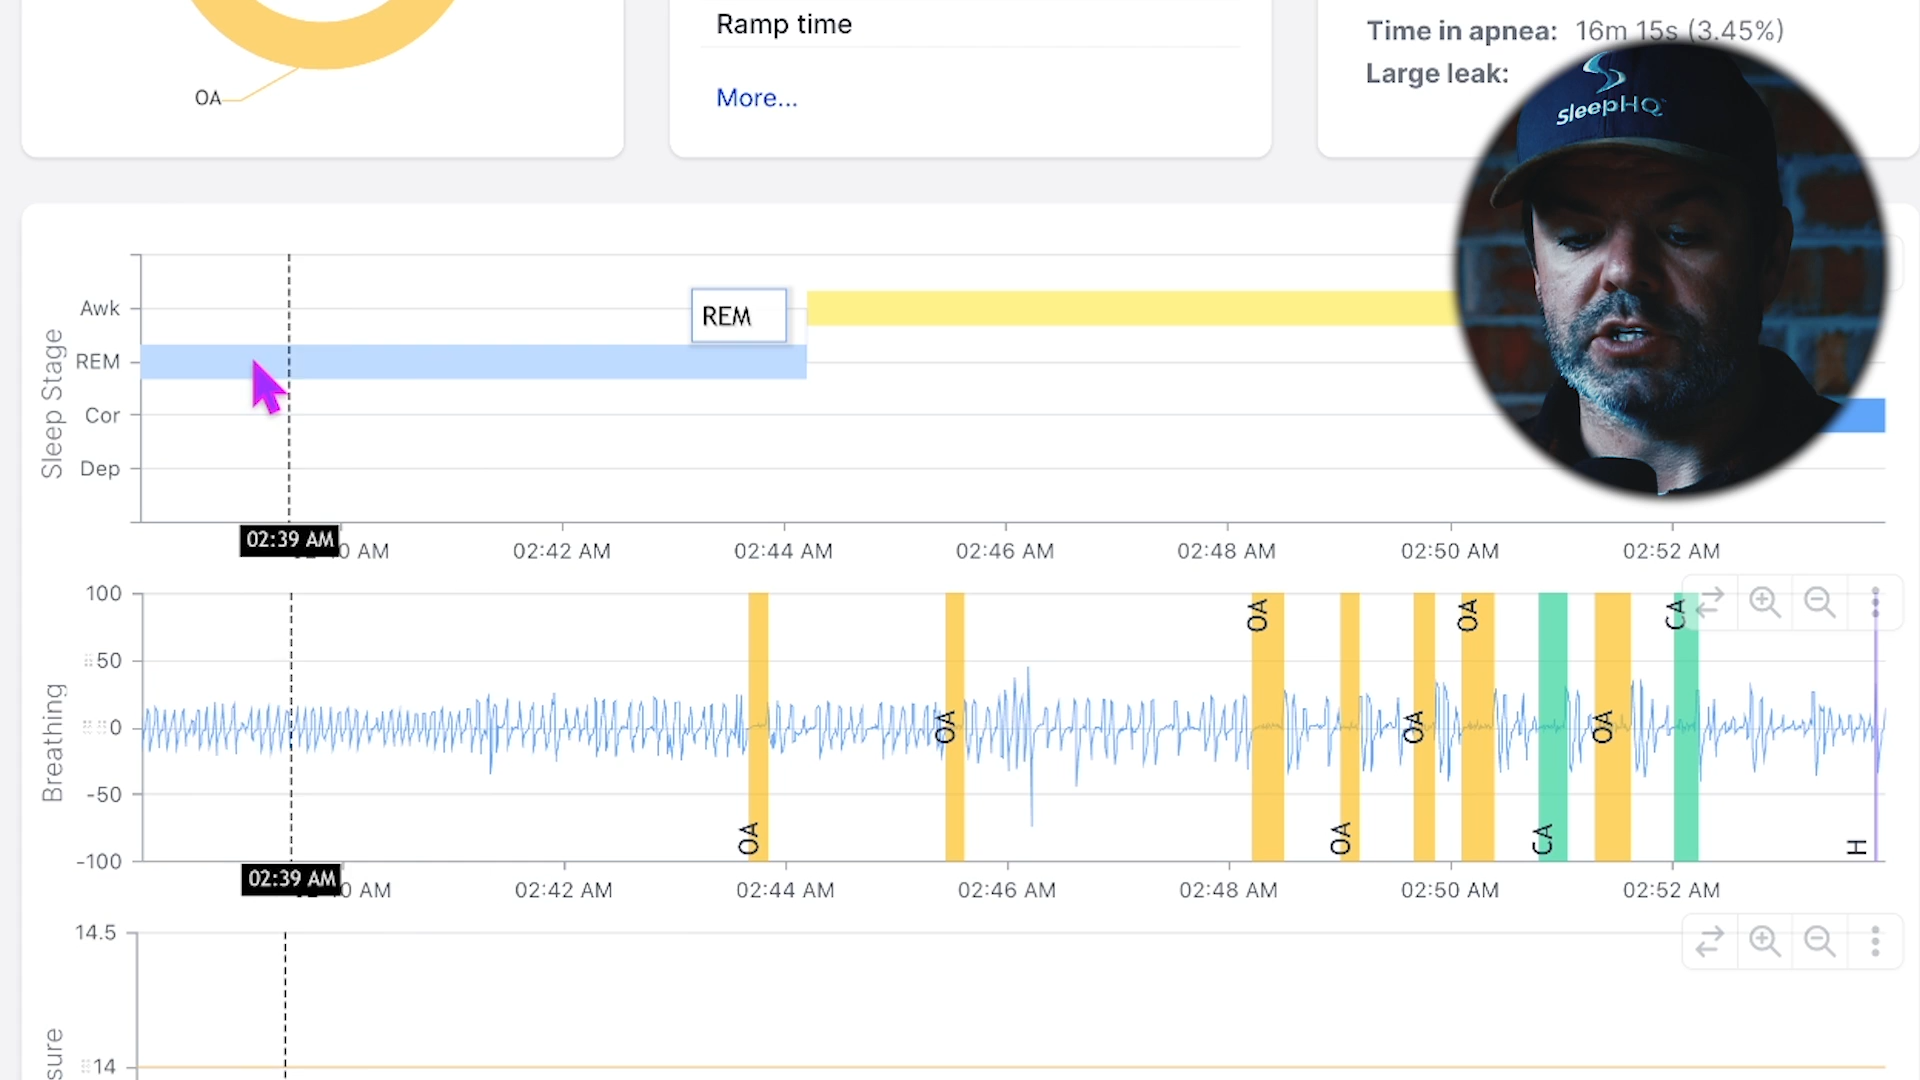 Ramp time
More...
OA
Time in apnea: 16m 15s (3.45%)
Large leak:
SleepHQ
Sleep Stage
Awk
REM
Cor
Dep
REM
02:39 AM
0 AM
02:42 AM
02:44 AM
02:46 AM
02:48 AM
02:50 AM
02:52 AM
Breathing
100
50
0
-50
-100
OA
OA
OA
OA
OA
OA
CA
OA
CA
H
02:39 AM
0 AM
02:42 AM
02:44 AM
02:46 AM
02:48 AM
02:50 AM
02:52 AM
14.5
14
sure